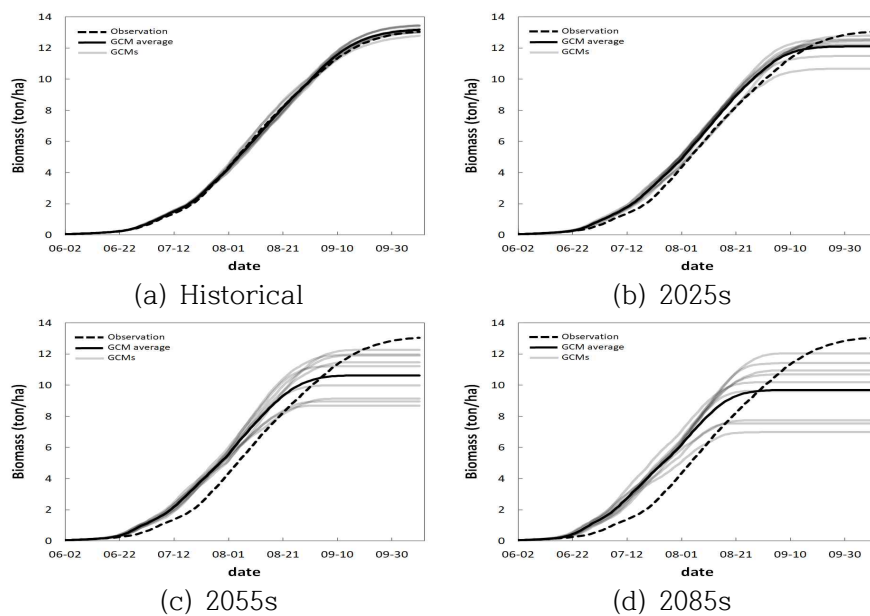 14
12
10
8
6
4
2
0
Biomass (ton/ha)
Observation
GCM average
GCMs
06-02 06-22 07-12 08-01 08-21 09-10 09-30
date
(a) Historical
14
12
10
8
6
4
2
0
Biomass (ton/ha)
Observation
GCM average
GCMs
06-02 06-22 07-12 08-01 08-21 09-10 09-30
date
(b) 2025s
14
12
10
8
6
4
2
0
Biomass (ton/ha)
Observation
GCM average
GCMs
06-02 06-22 07-12 08-01 08-21 09-10 09-30
date
(c) 2055s
14
12
10
8
6
4
2
0
Biomass (ton/ha)
Observation
GCM average
GCMs
06-02 06-22 07-12 08-01 08-21 09-10 09-30
date
(d) 2085s